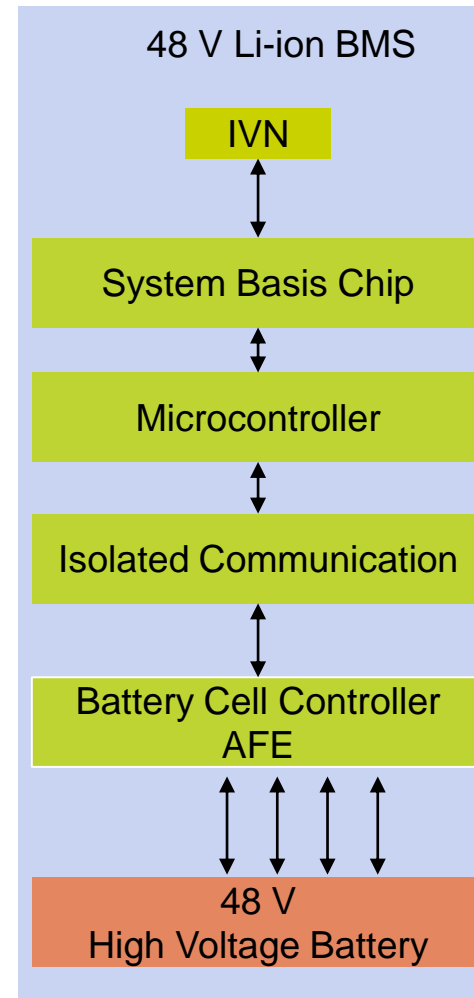 48 V Li-ion BMS
IVN
System Basis Chip
Microcontroller
Isolated Communication
Battery Cell Controller
AFE
48 V
High Voltage Battery